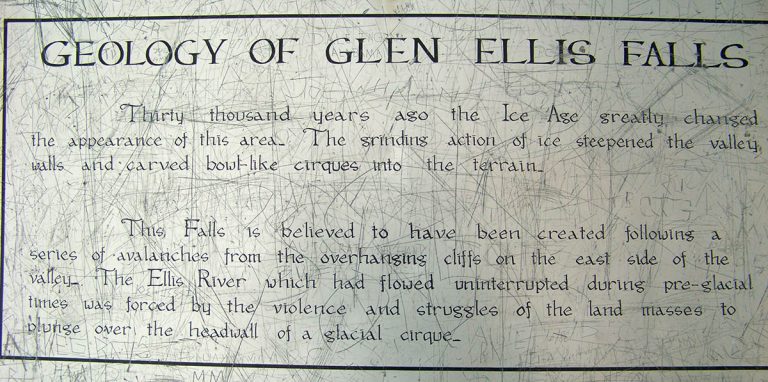 GEOLOGY OF GLEN ELLIS FALLS
Thirty thousand years ago the Ice Age greatly changed
the appearance of this area. The grinding action of ice steepened the valley
walls and carved bowl-like cirques into the terrain.
This Falls is believed to have been created following a
series of avalanches from the overhanging cliffs on the east side of the
valley. The Ellis River which had flowed uninterrupted during pre-glacial
times was forced by the violence and struggles of the land masses to
plunge over the headwall of a glacial cirque.
MM